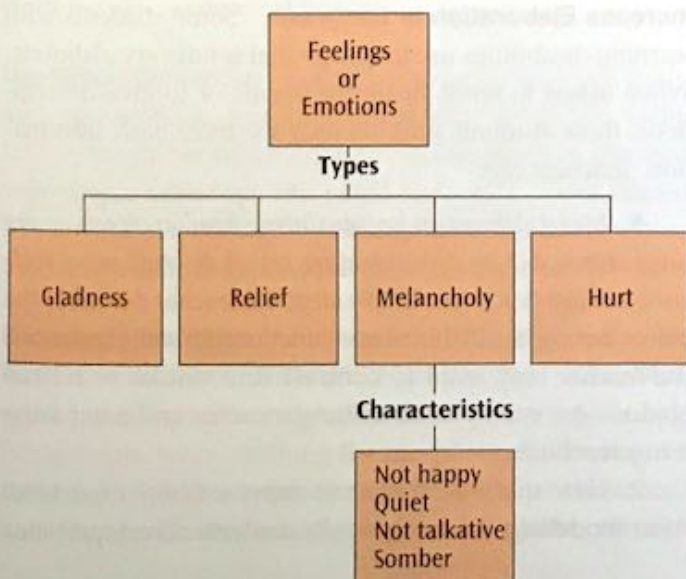 Feelings
or
Emotions
Types
Gladness
Relief
Melancholy
Hurt
Characteristics
Not happy
Quiet
Not talkative
Somber